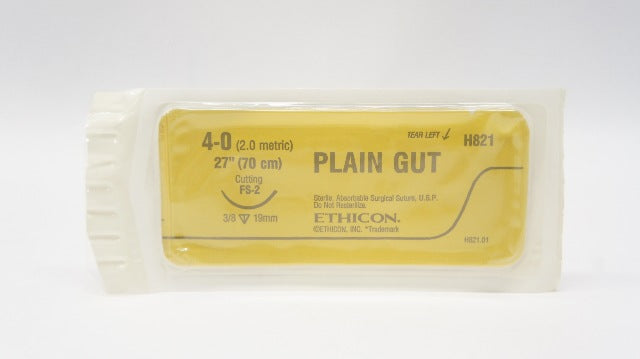 4-0 (2.0 metric)
27" (70 cm)
Cutting
FS-2
3/8 19mm
TEAR LEFT
H821
PLAIN GUT
Sterile, Absorbable Surgical Suture, U.S.P.
Do Not Resterilize.
ETHICON.
©ETHICON, INC. *Trademark
H821.01